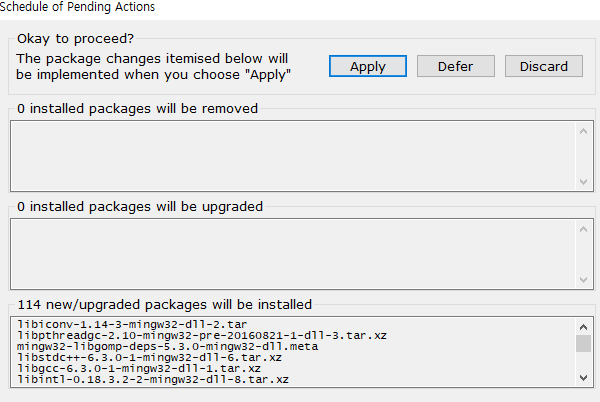 Schedule of Pending Actions
Okay to proceed?
The package changes itemised below will
be implemented when you choose "Apply"
Apply
Defer
Discard
0 installed packages will be removed
0 installed packages will be upgraded
114 new/upgraded packages will be installed
libiconv-1.14-3-mingw32-dll-2.tar
libpthreadgc-2.10-mingw32-pre-20160821-1-dll-3.tar.xz
mingw32-libgomp-deps-5.3.0-mingw32-dll.meta
libstdc++-6.3.0-1-mingw32-dll-6.tar.xz
libgcc-6.3.0-1-mingw32-dll-1.tar.xz
libintl-0.18.3.2-2-mingw32-dll-8.tar.xz